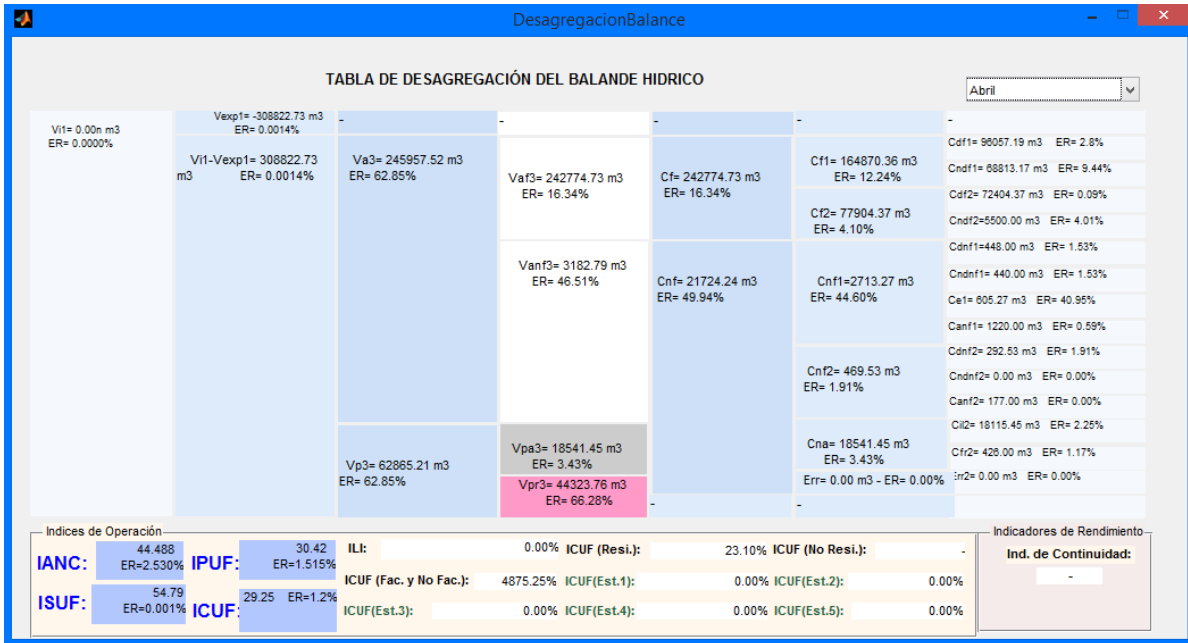 DesagregacionBalance
TABLA DE DESAGREGACIÓN DEL BALANDE HIDRICO
Abril
Vi1= 0.00n m3
ER= 0.0000%
Vexp1= -308822.73 m3
ER= 0.0014%
Vi1-Vexp1= 308822.73
m3 ER= 0.0014%
-
Va3= 245957.52 m3
ER= 62.85%
Vp3= 62865.21 m3
ER= 62.85%
-
Vaf3= 242774.73 m3
ER= 16.34%
Vanf3= 3182.79 m3
ER= 46.51%
Vpa3= 18541.45 m3
ER= 3.43%
Vpr3= 44323.76 m3
ER= 66.28%
-
Cf= 242774.73 m3
ER= 16.34%
Cnf= 21724.24 m3
ER= 49.94%
-
-
Cf1= 164870.36 m3
ER= 12.24%
Cf2= 77904.37 m3
ER= 4.10%
Cnf1=2713.27 m3
ER= 44.60%
Cnf2= 469.53 m3
ER= 1.91%
Cna= 18541.45 m3
ER= 3.43%
Err= 0.00 m3 - ER= 0.00%
-
-
Cdf1= 96057.19 m3 ER= 2.8%
Cndf1= 68813.17 m3 ER= 9.44%
Cdf2= 72404.37 m3 ER= 0.09%
Cndf2=5500.00 m3 ER= 4.01%
Cdnf1=448.00 m3 ER= 1.53%
Cndnf1= 440.00 m3 ER= 1.53%
Ce1= 605.27 m3 ER= 40.95%
Canf1= 1220.00 m3 ER= 0.59%
Cdnf2= 292.53 m3 ER= 1.91%
Cndnf2= 0.00 m3 ER= 0.00%
Canf2= 177.00 m3 ER= 0.00%
Cil2= 18115.45 m3 ER= 2.25%
Cfr2= 426.00 m3 ER= 1.17%
Err2= 0.00 m3 ER= 0.00%
Indices de Operación
IANC: 44.488
ER=2.530%
IPUF: 30.42
ER=1.515%
ISUF: 54.79
ER=0.001%
ICUF: 29.25 ER=1.2%
ILI: 0.00% ICUF (Resi.): 23.10% ICUF (No Resi.): -
ICUF (Fac. y No Fac.): 4875.25% ICUF(Est.1): 0.00% ICUF(Est.2): 0.00%
ICUF(Est.3): 0.00% ICUF(Est.4): 0.00% ICUF(Est.5): 0.00%
Indicadores de Rendimiento
Ind. de Continuidad:
-